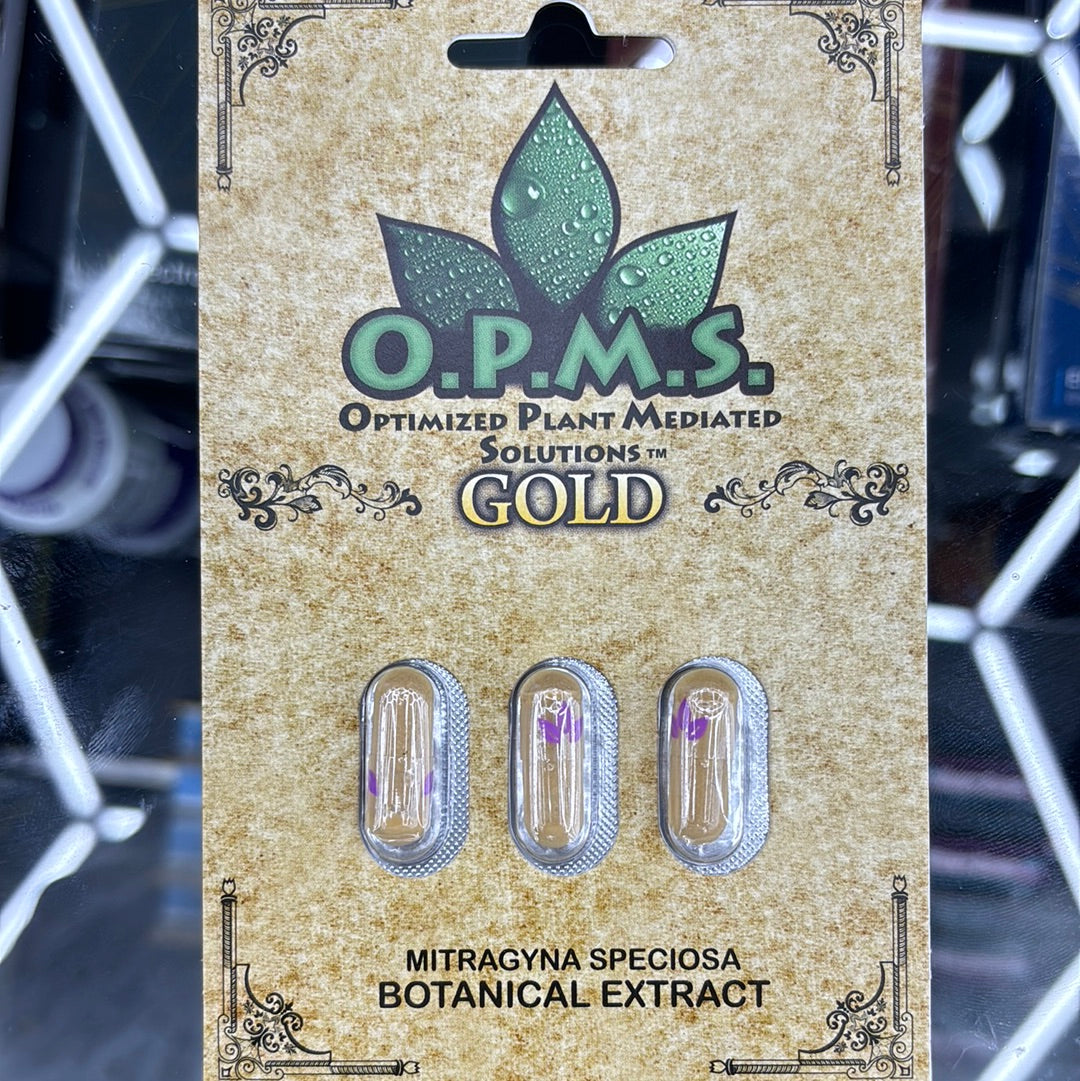 O.P.M.S.
OPTIMIZED PLANT MEDIATED
SOLUTIONS™
GOLD
MITRAGYNA SPECIOSA
BOTANICAL EXTRACT